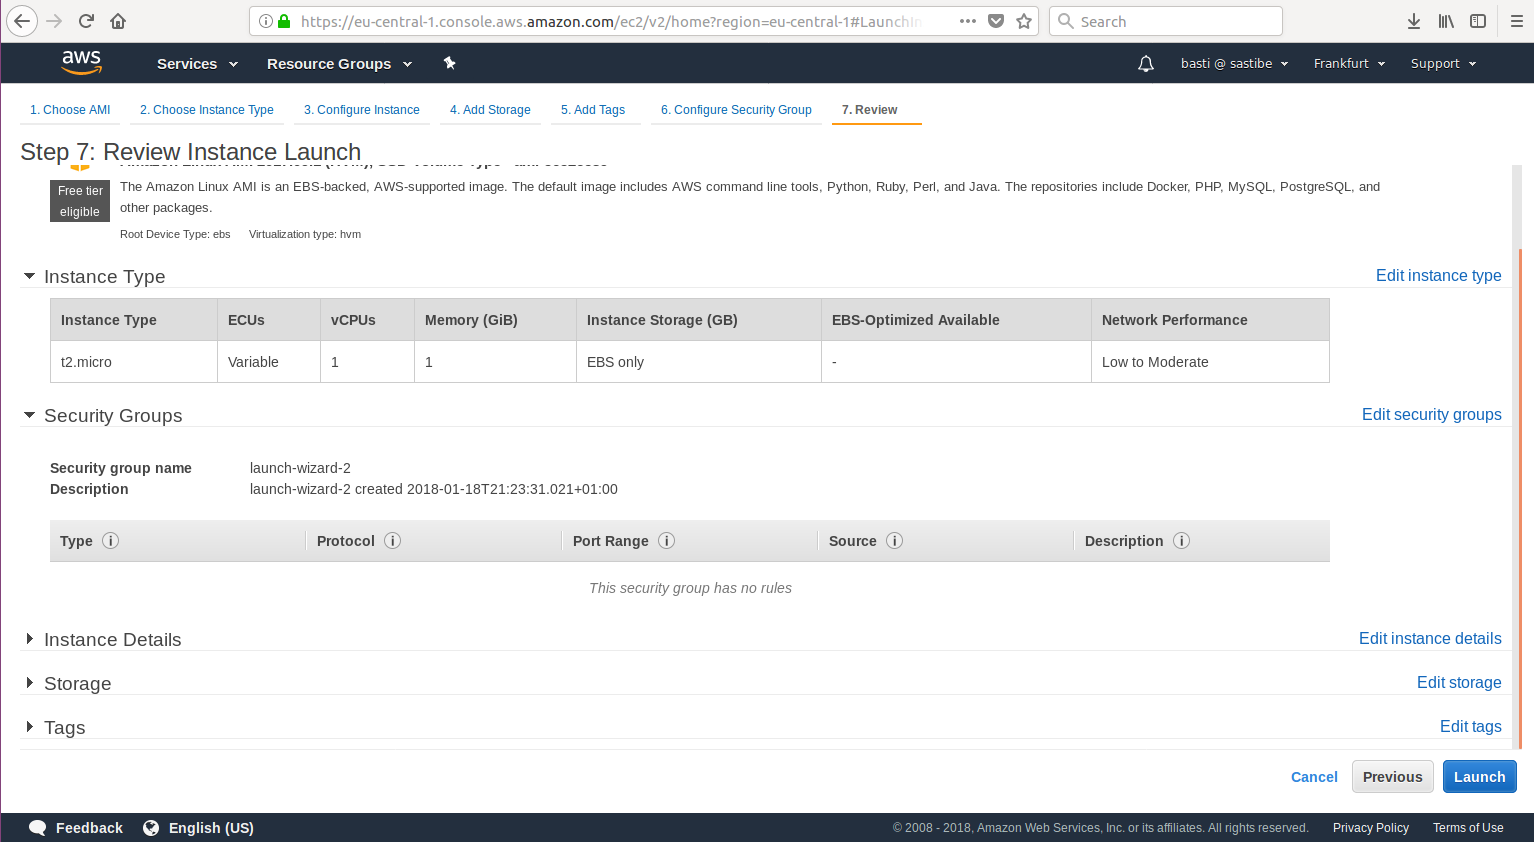 https://eu-central-1.console.aws.amazon.com/ec2/v2/home?region=eu-central-1#LaunchIn
Search
aws
Services
Resource Groups
basti @ sastibe
Frankfurt
Support
1. Choose AMI
2. Choose Instance Type
3. Configure Instance
4. Add Storage
5. Add Tags
6. Configure Security Group
7. Review
Step 7: Review Instance Launch
Free tier
eligible
The Amazon Linux AMI is an EBS-backed, AWS-supported image. The default image includes AWS command line tools, Python, Ruby, Perl, and Java. The repositories include Docker, PHP, MySQL, PostgreSQL, and
other packages.
Root Device Type: ebs Virtualization type: hvm
Instance Type
Edit instance type
Instance Type ECUs vCPUs Memory (GiB) Instance Storage (GB) EBS-Optimized Available Network Performance
t2.micro Variable 1 1 EBS only - Low to Moderate
Security Groups
Edit security groups
Security group name launch-wizard-2
Description launch-wizard-2 created 2018-01-18T21:23:31.021+01:00
Type Protocol Port Range Source Description
This security group has no rules
Instance Details
Edit instance details
Storage
Edit storage
Tags
Edit tags
Cancel
Previous
Launch
Feedback
English (US)
© 2008 - 2018, Amazon Web Services, Inc. or its affiliates. All rights reserved.
Privacy Policy
Terms of Use